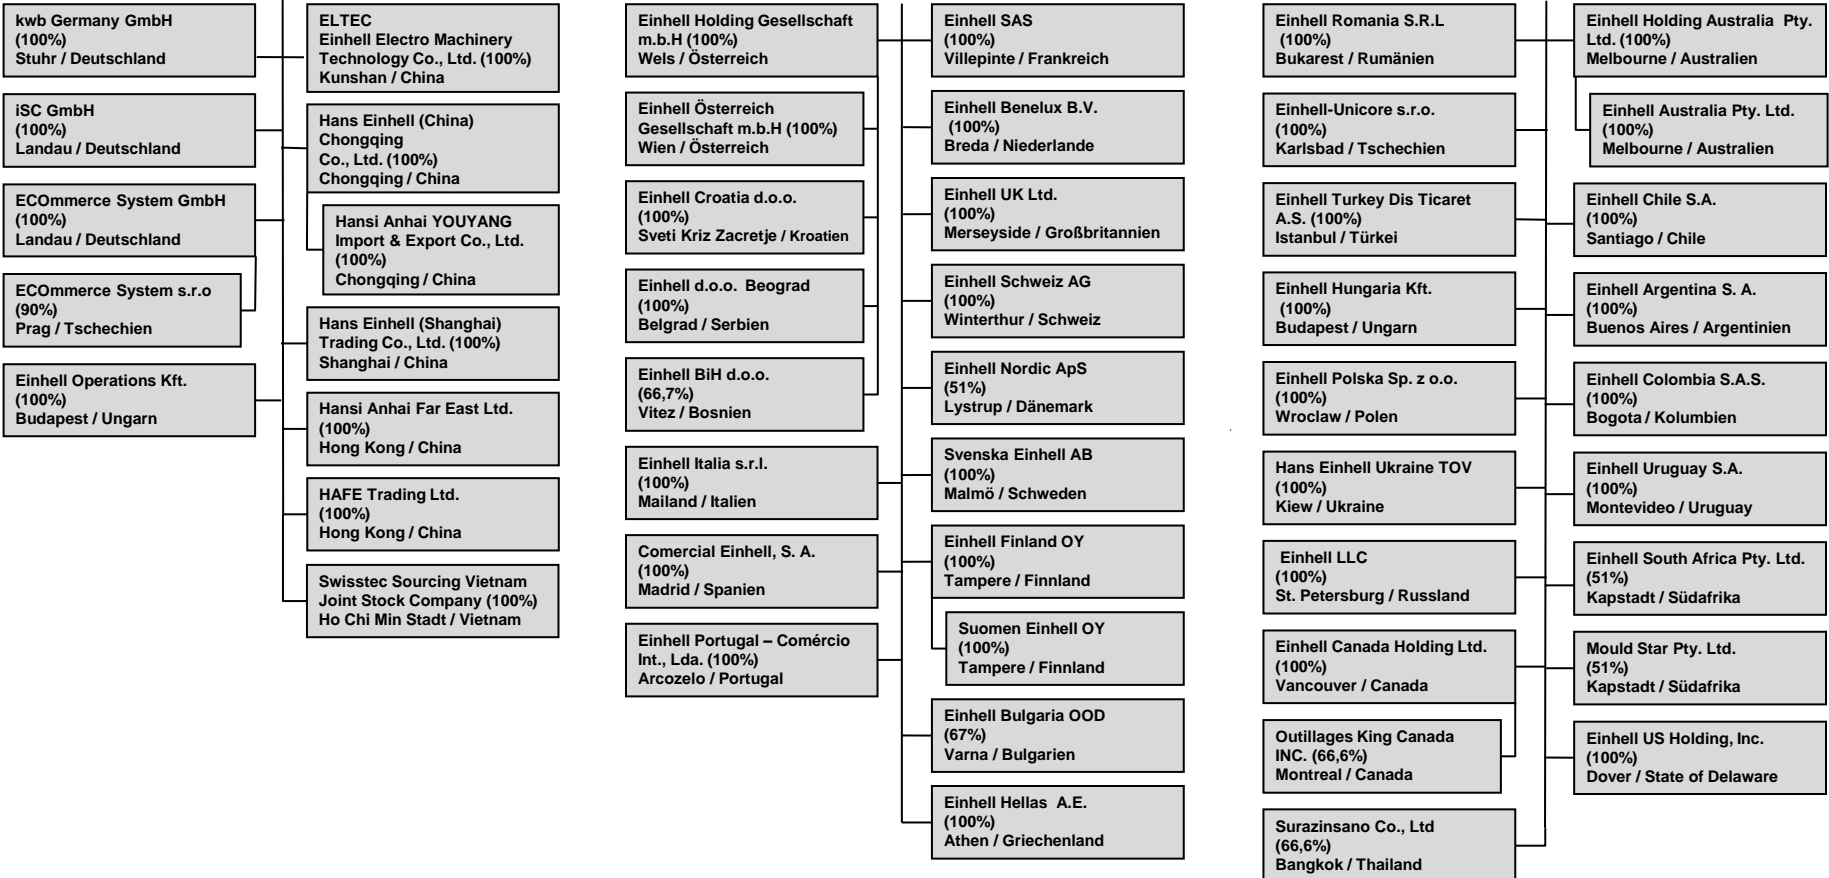 kwb Germany GmbH
(100%)
Stuhr / Deutschland
iSC GmbH
(100%)
Landau / Deutschland
ECOmmerce System GmbH
(100%)
Landau / Deutschland
ECOmmerce System s.r.o
(90%)
Prag / Tschechien
Einhell Operations Kft.
(100%)
Budapest / Ungarn
ELTEC
Einhell Electro Machinery
Technology Co., Ltd. (100%)
Kunshan / China
Hans Einhell (China)
Chongqing
Co., Ltd. (100%)
Chongqing / China
Hansi Anhai YOUYANG
Import & Export Co., Ltd.
(100%)
Chongqing / China
Hans Einhell (Shanghai)
Trading Co., Ltd. (100%)
Shanghai / China
Hansi Anhai Far East Ltd.
(100%)
Hong Kong / China
HAFE Trading Ltd.
(100%)
Hong Kong / China
Swisstec Sourcing Vietnam
Joint Stock Company (100%)
Ho Chi Min Stadt / Vietnam
Einhell Holding Gesellschaft
m.b.H (100%)
Wels / Österreich
Einhell Österreich
Gesellschaft m.b.H (100%)
Wien / Österreich
Einhell Croatia d.o.o.
(100%)
Sveti Kriz Zacretje / Kroatien
Einhell d.o.o. Beograd
(100%)
Belgrad / Serbien
Einhell BiH d.o.o.
(66,7%)
Vitez / Bosnien
Einhell Italia s.r.l.
(100%)
Mailand / Italien
Comercial Einhell, S. A.
(100%)
Madrid / Spanien
Einhell Portugal – Comércio
Int., Lda. (100%)
Arcozelo / Portugal
Einhell SAS
(100%)
Villepinte / Frankreich
Einhell Benelux B.V.
(100%)
Breda / Niederlande
Einhell UK Ltd.
(100%)
Merseyside / Großbritannien
Einhell Schweiz AG
(100%)
Winterthur / Schweiz
Einhell Nordic ApS
(51%)
Lystrup / Dänemark
Svenska Einhell AB
(100%)
Malmö / Schweden
Einhell Finland OY
(100%)
Tampere / Finnland
Suomen Einhell OY
(100%)
Tampere / Finnland
Einhell Bulgaria OOD
(67%)
Varna / Bulgarien
Einhell Hellas A.E.
(100%)
Athen / Griechenland
Einhell Romania S.R.L
(100%)
Bukarest / Rumänien
Einhell-Unicore s.r.o.
(100%)
Karlsbad / Tschechien
Einhell Turkey Dis Ticaret
A.S. (100%)
Istanbul / Türkei
Einhell Hungaria Kft.
(100%)
Budapest / Ungarn
Einhell Polska Sp. z o.o.
(100%)
Wroclaw / Polen
Hans Einhell Ukraine TOV
(100%)
Kiew / Ukraine
Einhell LLC
(100%)
St. Petersburg / Russland
Einhell Canada Holding Ltd.
(100%)
Vancouver / Canada
Outillages King Canada
INC. (66,6%)
Montreal / Canada
Surazinsano Co., Ltd
(66,6%)
Bangkok / Thailand
Einhell Holding Australia Pty.
Ltd. (100%)
Melbourne / Australien
Einhell Australia Pty. Ltd.
(100%)
Melbourne / Australien
Einhell Chile S.A.
(100%)
Santiago / Chile
Einhell Argentina S. A.
(100%)
Buenos Aires / Argentinien
Einhell Colombia S.A.S.
(100%)
Bogota / Kolumbien
Einhell Uruguay S.A.
(100%)
Montevideo / Uruguay
Einhell South Africa Pty. Ltd.
(51%)
Kapstadt / Südafrika
Mould Star Pty. Ltd.
(51%)
Kapstadt / Südafrika
Einhell US Holding, Inc.
(100%)
Dover / State of Delaware